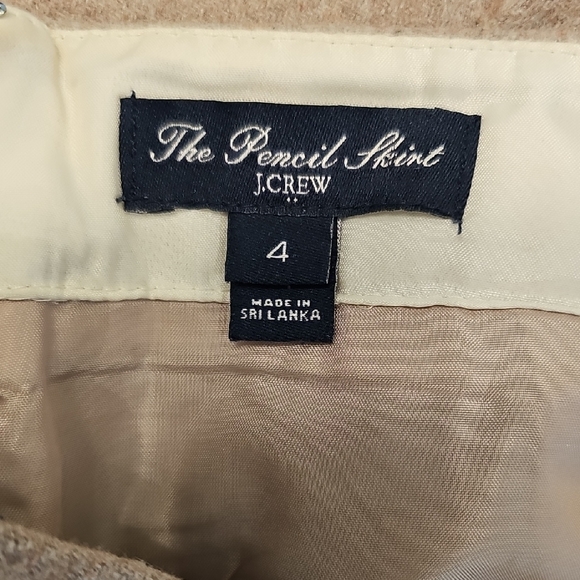 The Pencil Skirt
J.CREW
4
MADE IN
SRI LANKA